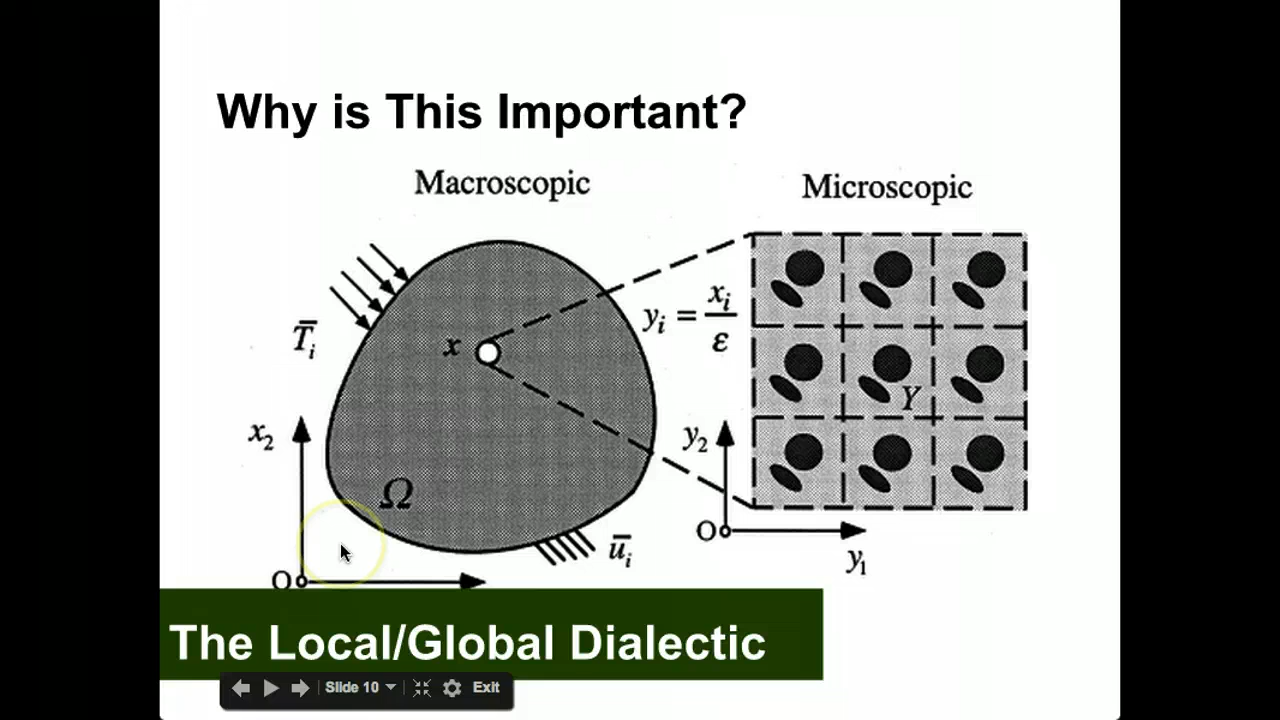 Why is This Important?
Macroscopic
Microscopic
T̄ᵢ
x
yᵢ = xᵢ/ε
x₂
Ω
y₂
Y
O
y₁
ūᵢ
O
The Local/Global Dialectic
Slide 10
Exit